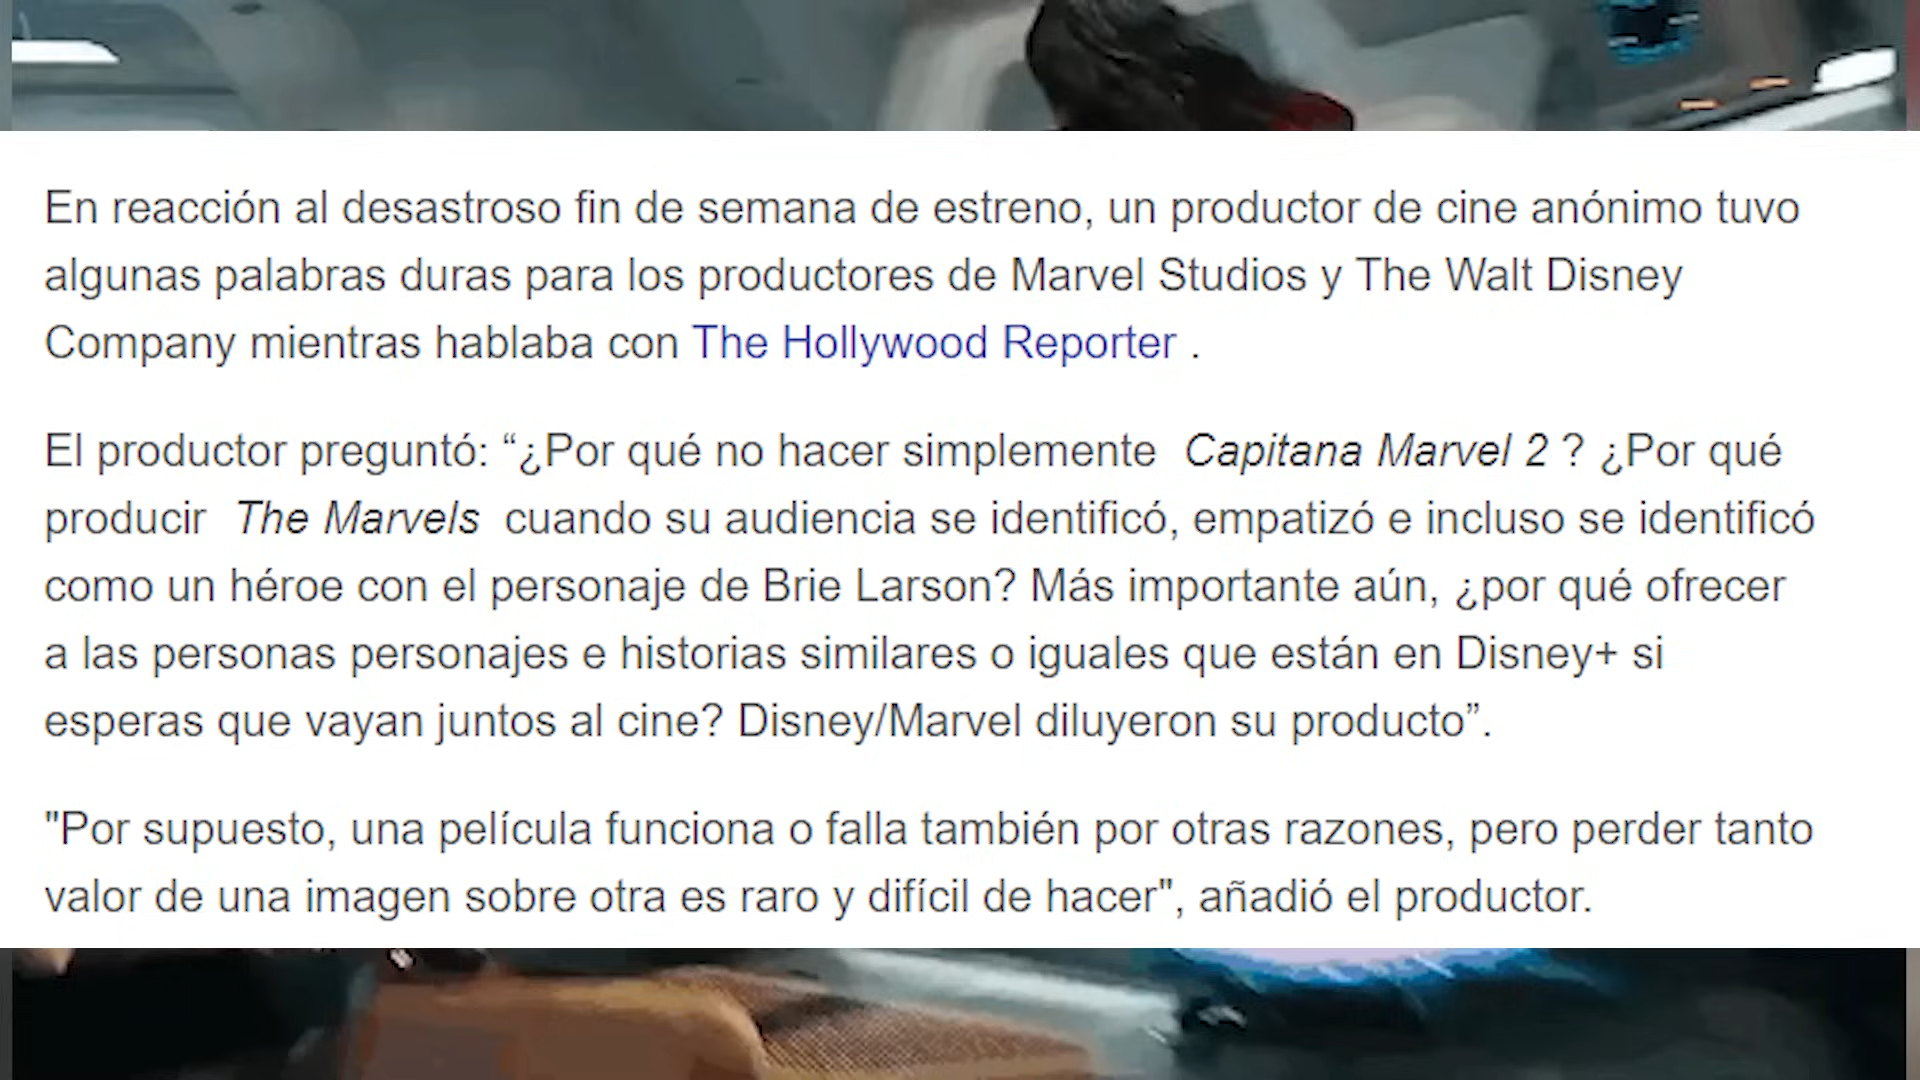 En reacción al desastroso fin de semana de estreno, un productor de cine anónimo tuvo
algunas palabras duras para los productores de Marvel Studios y The Walt Disney
Company mientras hablaba con The Hollywood Reporter .
El productor preguntó: “¿Por qué no hacer simplemente Capitana Marvel 2 ? ¿Por qué
producir The Marvels cuando su audiencia se identificó, empatizó e incluso se identificó
como un héroe con el personaje de Brie Larson? Más importante aún, ¿por qué ofrecer
a las personas personajes e historias similares o iguales que están en Disney+ si
esperas que vayan juntos al cine? Disney/Marvel diluyeron su producto”.
"Por supuesto, una película funciona o falla también por otras razones, pero perder tanto
valor de una imagen sobre otra es raro y difícil de hacer", añadió el productor.